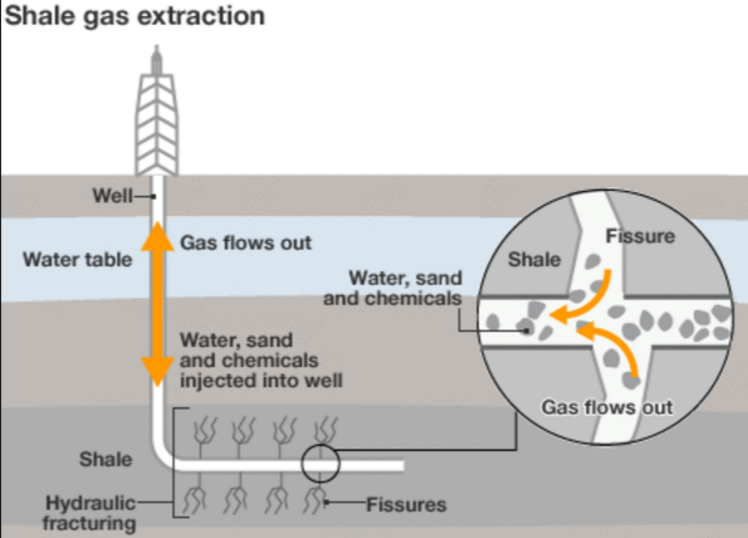 Shale gas extraction
Well
Gas flows out
Water table
Water, sand
and chemicals
injected into well
Shale
Hydraulic
fracturing
Fissures
Fissure
Shale
Water, sand
and chemicals
Gas flows out